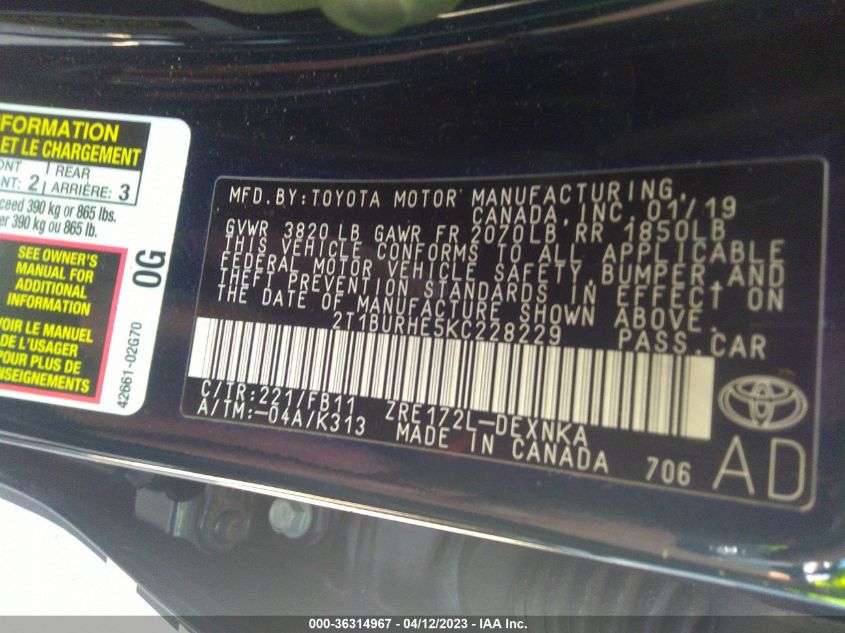 FORMATION
ET LE CHARGEMENT
ONT 2 REAR 3
NT: ARRIÈRE:
ceed 390 kg or 865 lbs.
er 390 kg ou 865 lb.
SEE OWNER'S
MANUAL FOR
ADDITIONAL
INFORMATION
VOIR LE MANUEL
DE L'USAGER
POUR PLUS DE
NSEIGNEMENTS
0G
42661-02G70
MFD.BY:TOYOTA MOTOR MANUFACTURING,
CANADA, INC. 01/19
GVWR 3820 LB GAWR FR 2070LB RR 1850LB
THIS VEHICLE CONFORMS TO ALL APPLICABLE
FEDERAL MOTOR VEHICLE SAFETY, BUMPER, AND
THEFT PREVENTION STANDARDS IN EFFECT ON
THE DATE OF MANUFACTURE SHOWN ABOVE.
2T1BURHE5KC228229 PASS.CAR
C/TR:221/FB11 ZRE172L-DEXNKA
A/TM:-04A/K313 MADE IN CANADA 706
AD
000-36314967 - 04/12/2023 - IAA Inc.